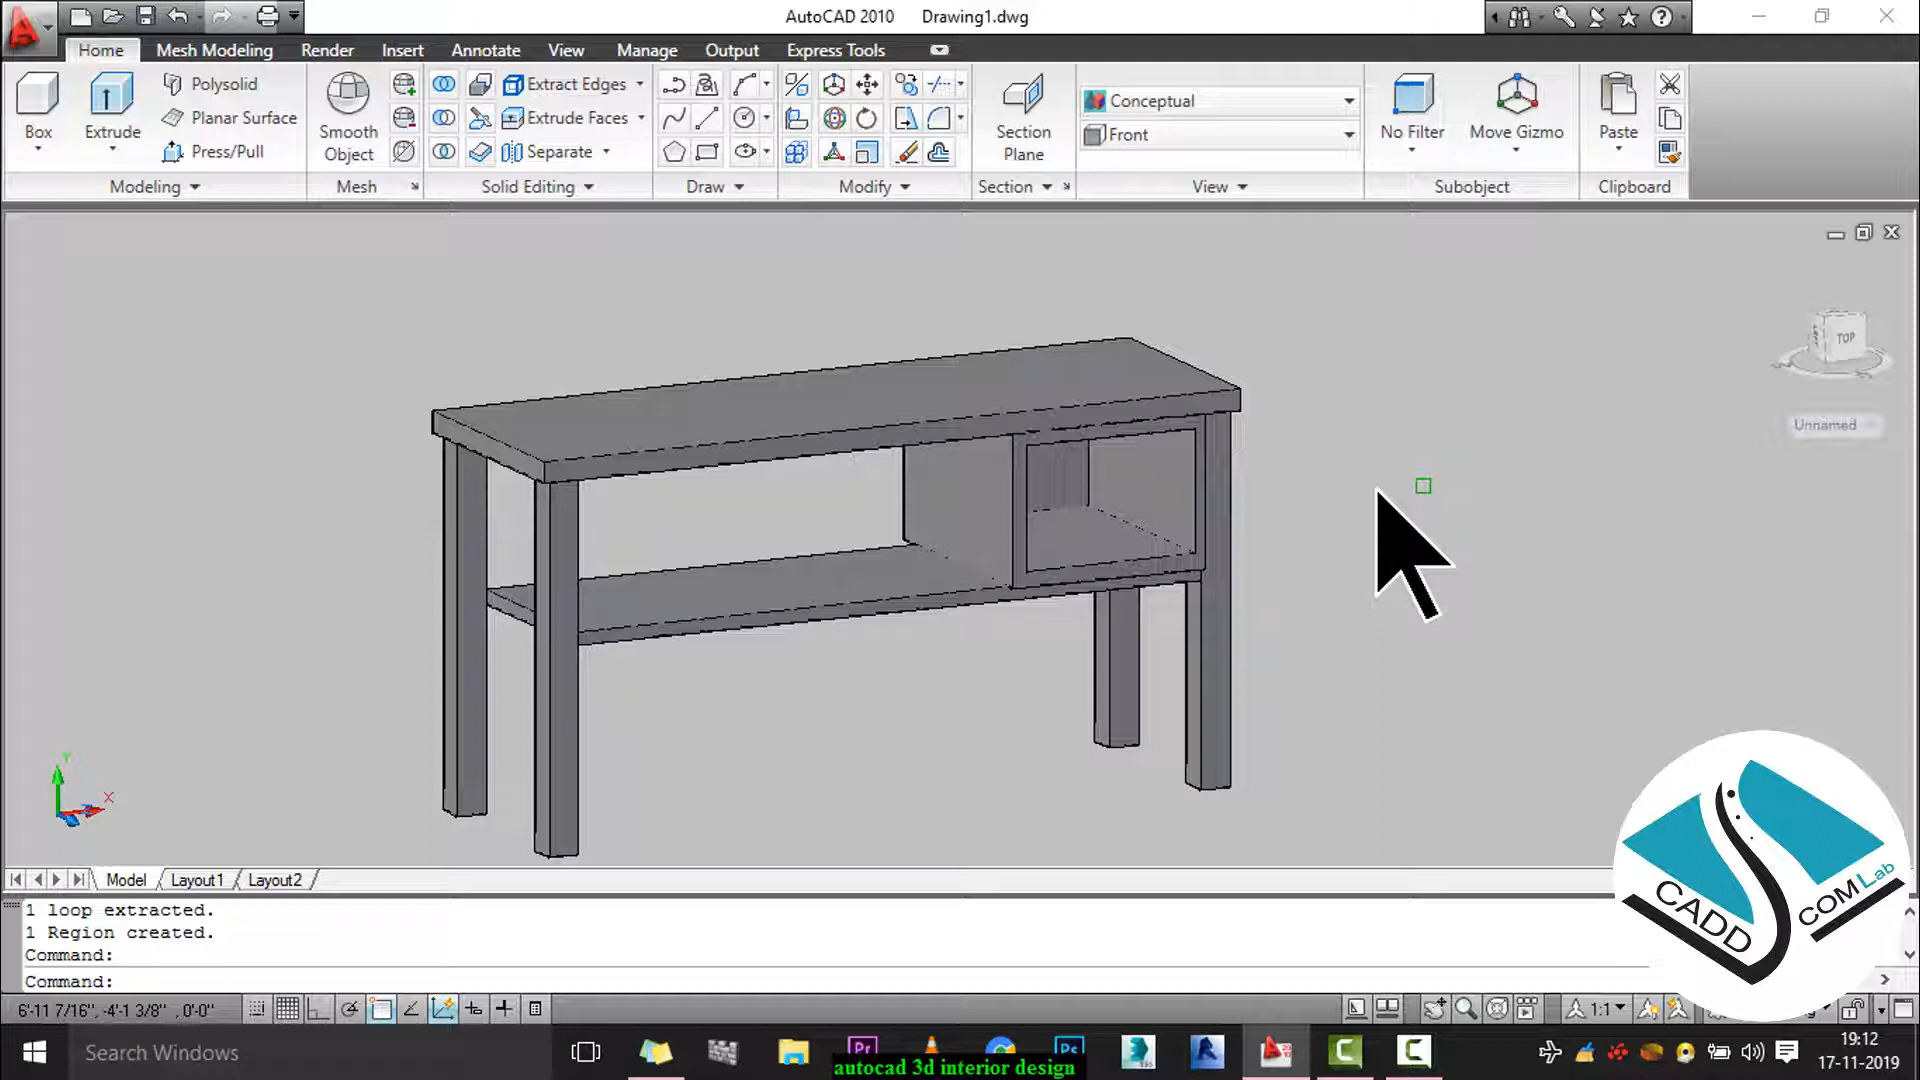 AutoCAD 2010 Drawing1.dwg
Home Mesh Modeling Render Insert Annotate View Manage Output Express Tools
Polysolid
Planar Surface
Press/Pull
Box
Extrude
Smooth
Object
Extract Edges
Extrude Faces
Separate
Section
Plane
Conceptual
Front
No Filter
Move Gizmo
Paste
Modeling
Mesh
Solid Editing
Draw
Modify
Section
View
Subobject
Clipboard
TOP
Unnamed
Y
X
Model Layout1 Layout2
1 loop extracted.
1 Region created.
Command:
Command:
CADD COM Lab
6'-11 7/16", -4'-1 3/8" , 0'-0"
1:1
Search Windows
Pr
Ps
autocad 3d interior design
19:12
17-11-2019